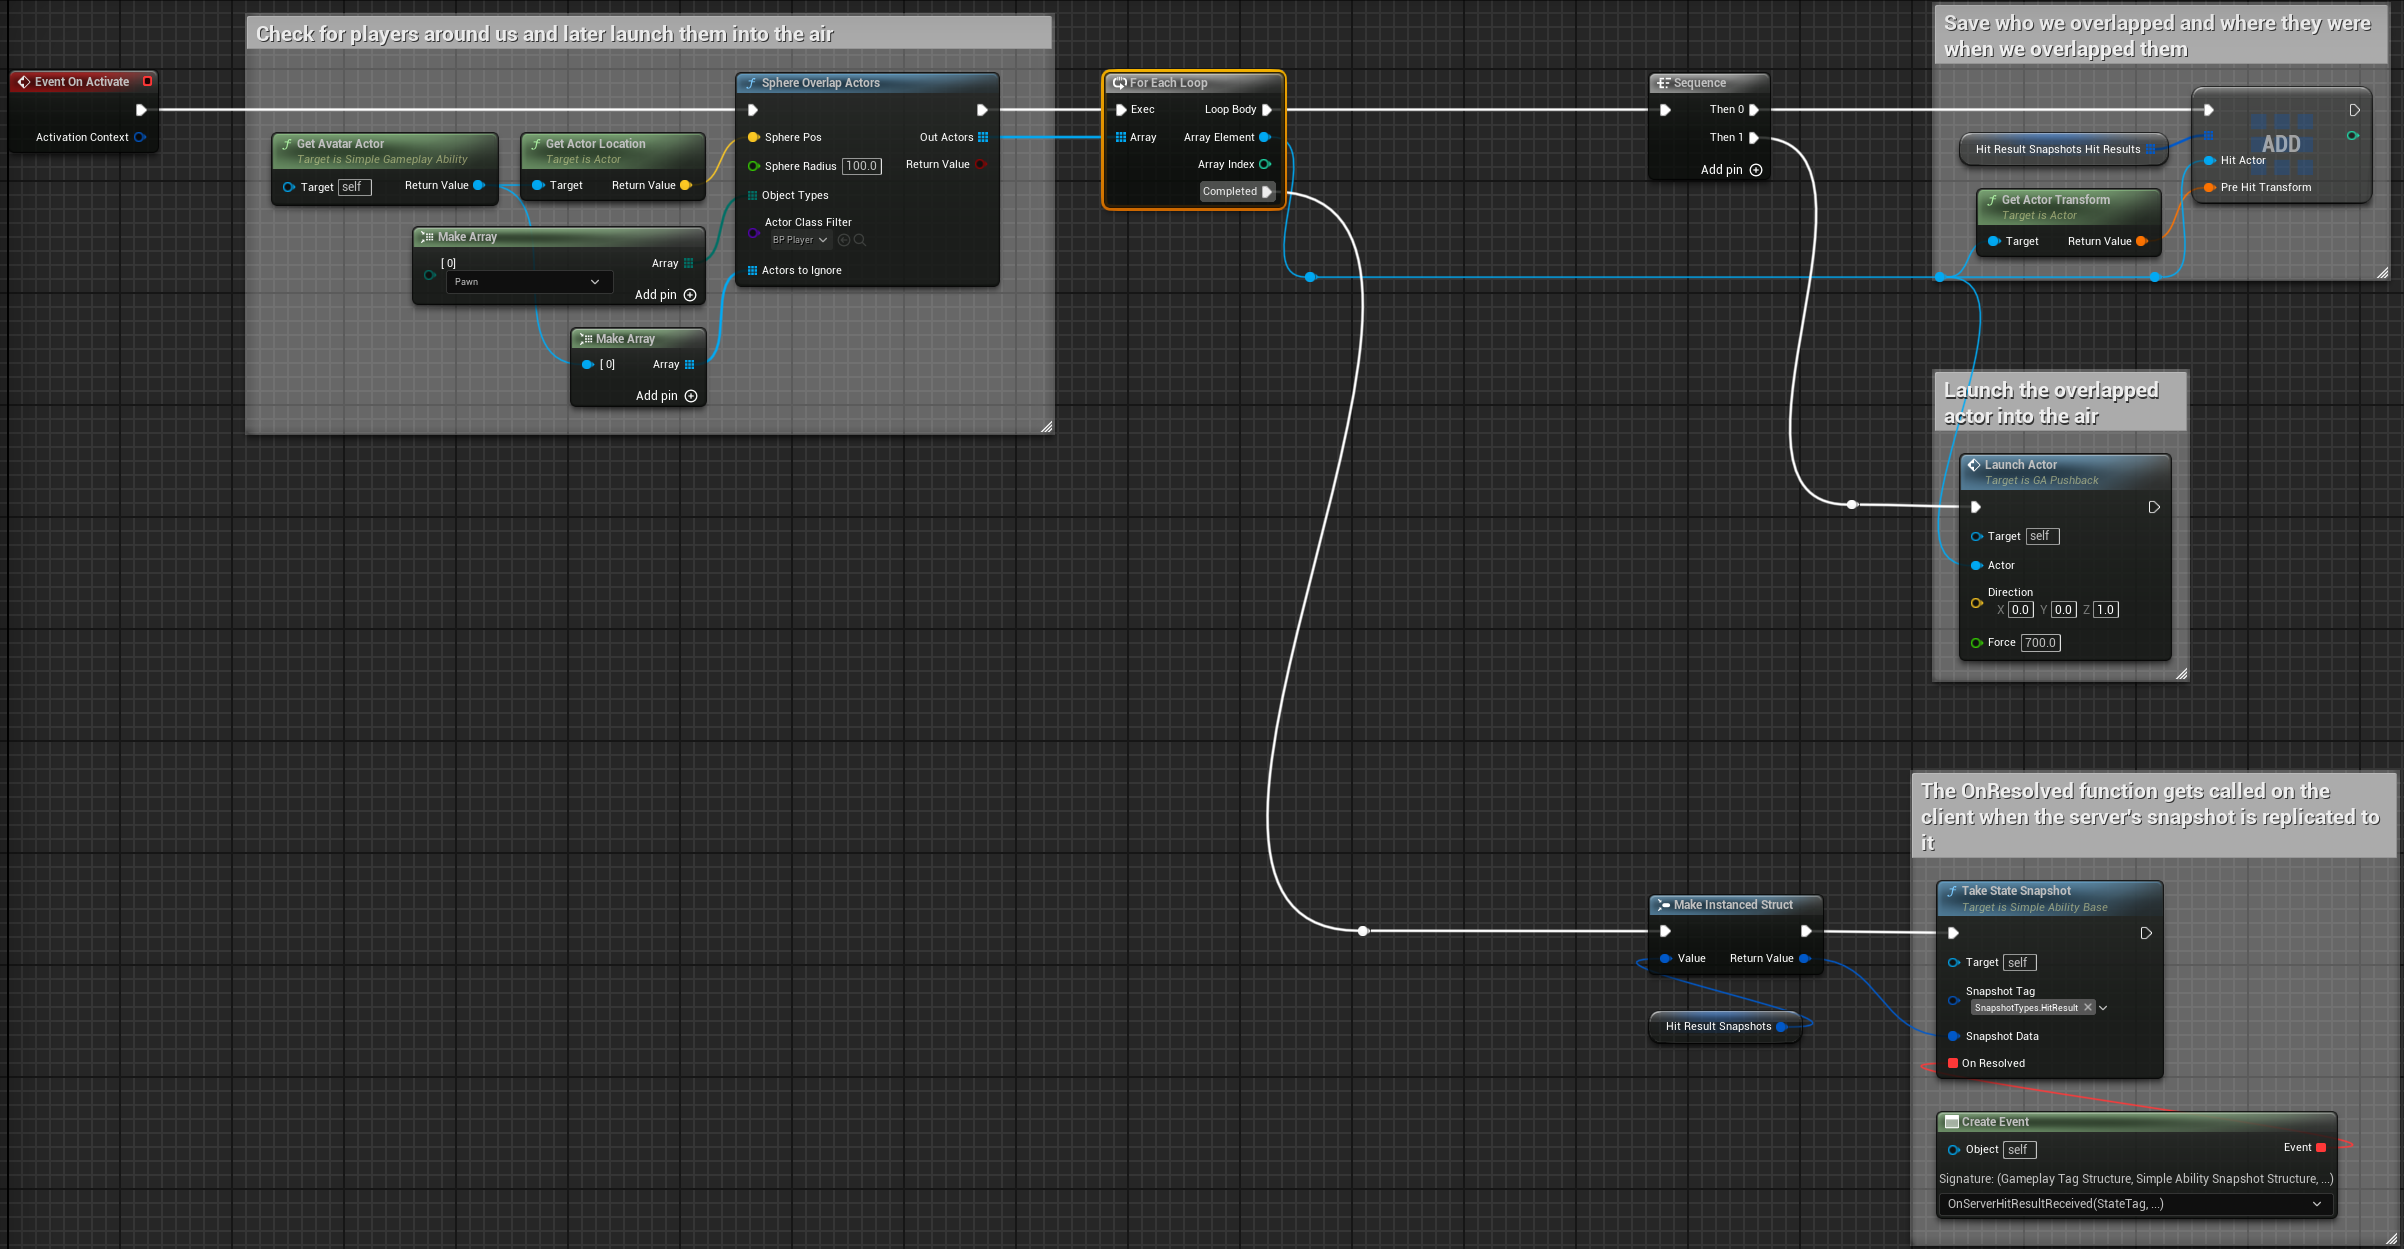 Check for players around us and later launch them into the air
Event On Activate
Activation Context
Get Avatar Actor
Target is Simple Gameplay Ability
Target self
Return Value
Get Actor Location
Target is Actor
Target
Return Value
Make Array
[ 0]
Pawn
Array
Add pin
Make Array
[ 0]
Array
Add pin
Sphere Overlap Actors
Sphere Pos
Out Actors
Sphere Radius 100.0
Return Value
Object Types
Actor Class Filter
BP Player
Actors to Ignore
For Each Loop
Exec
Loop Body
Array
Array Element
Array Index
Completed
Sequence
Then 0
Then 1
Add pin
Save who we overlapped and where they were
when we overlapped them
Hit Result Snapshots Hit Results
ADD
Hit Actor
Pre Hit Transform
Get Actor Transform
Target is Actor
Target
Return Value
Launch the overlapped
actor into the air
Launch Actor
Target is GA Pushback
Target self
Actor
Direction
X 0.0 Y 0.0 Z 1.0
Force 700.0
Make Instanced Struct
Value
Return Value
Hit Result Snapshots
The OnResolved function gets called on the
client when the server's snapshot is replicated to
it
Take State Snapshot
Target is Simple Ability Base
Target self
Snapshot Tag
SnapshotTypes.HitResult
Snapshot Data
On Resolved
Create Event
Object self
Event
Signature: (Gameplay Tag Structure, Simple Ability Snapshot Structure, ...)
OnServerHitResultReceived(StateTag, ...)